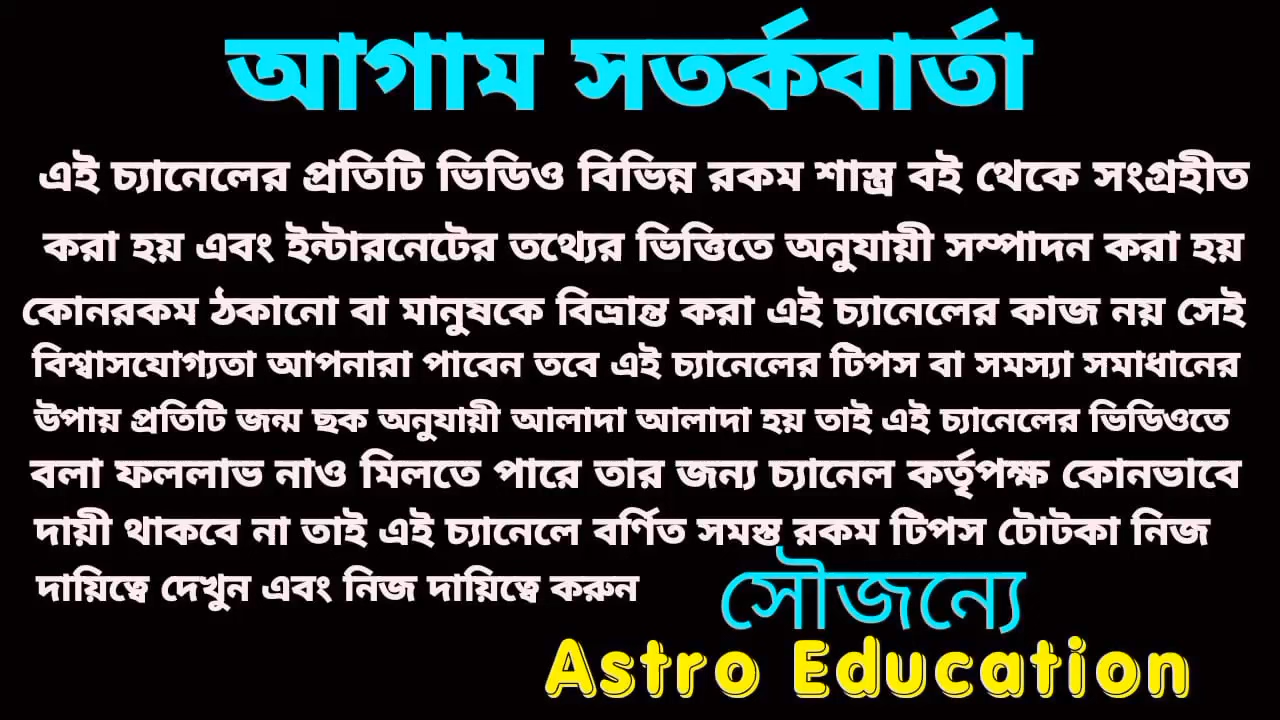 আগাম সতর্কবার্তা
এই চ্যানেলের প্রতিটি ভিডিও বিভিন্ন রকম শাস্ত্র বই থেকে সংগ্রহীত
করা হয় এবং ইন্টারনেটের তথ্যের ভিত্তিতে অনুযায়ী সম্পাদন করা হয়
কোনরকম ঠকানো বা মানুষকে বিভ্রান্ত করা এই চ্যানেলের কাজ নয় সেই
বিশ্বাসযোগ্যতা আপনারা পাবেন তবে এই চ্যানেলের টিপস বা সমস্যা সমাধানের
উপায় প্রতিটি জন্ম ছক অনুযায়ী আলাদা আলাদা হয় তাই এই চ্যানেলের ভিডিওতে
বলা ফললাভ নাও মিলতে পারে তার জন্য চ্যানেল কর্তৃপক্ষ কোনভাবে
দায়ী থাকবে না তাই এই চ্যানেলে বর্ণিত সমস্ত রকম টিপস টোটকা নিজ
দায়িত্বে দেখুন এবং নিজ দায়িত্বে করুন
সৌজন্যে
Astro Education